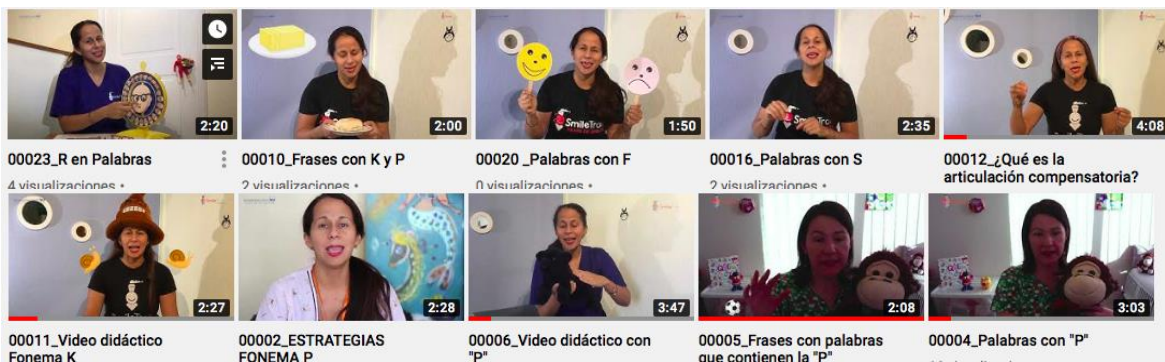 2:20
2:00
1:50
2:35
4:08
00023_R en Palabras
00010_Frases con K y P
00020 _Palabras con F
00016_Palabras con S
00012_¿Qué es la
articulación compensatoria?
4 visualizaciones •
2 visualizaciones •
0 visualizaciones •
2 visualizaciones •
2:27
2:28
3:47
2:08
3:03
00011_Video didáctico
Fonema K
00002_ESTRATEGIAS
FONEMA P
00006_Video didáctico con
"P"
00005_Frases con palabras
que contienen la "P"
00004_Palabras con "P"